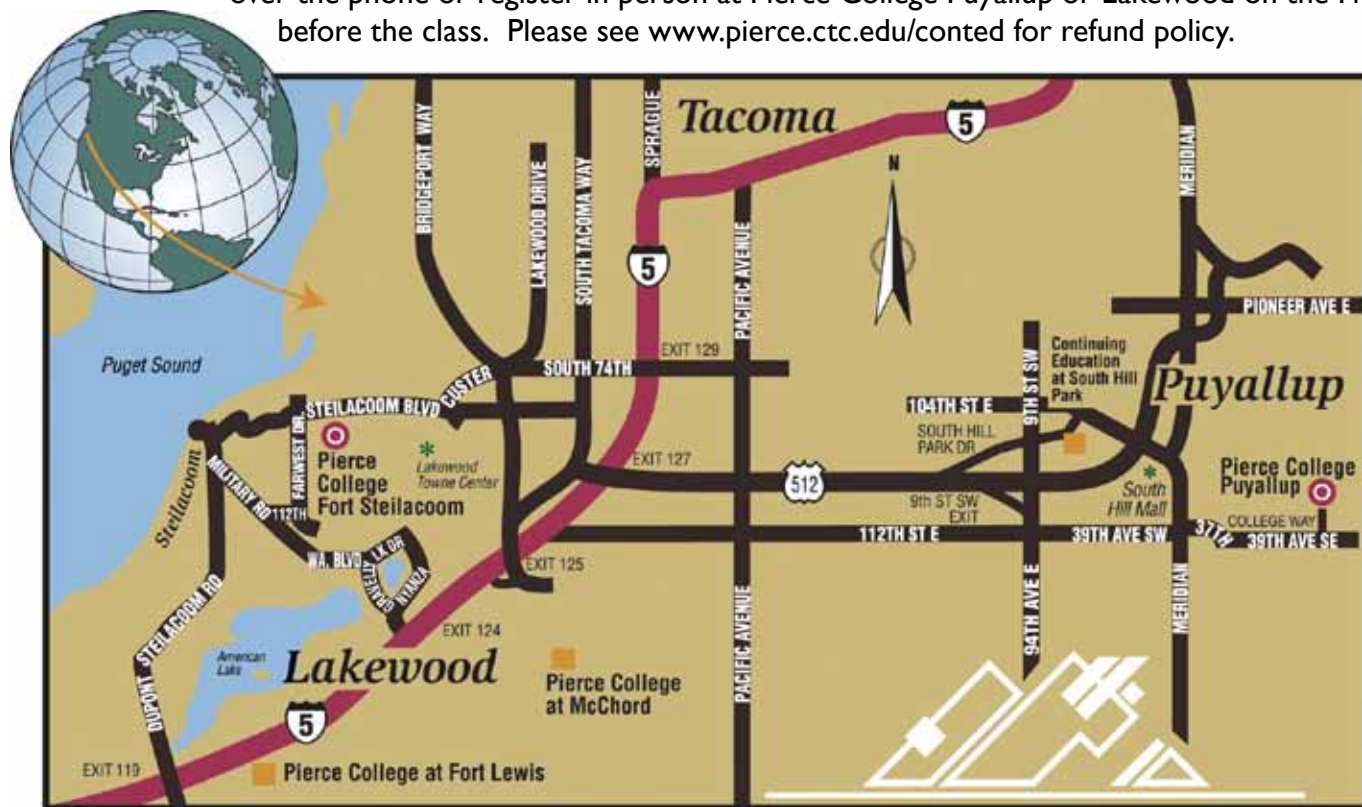 over the phone or register in person at Pierce College Puyallup or Lakewood on the
before the class.  Please see www.pierce.ctc.edu/conted for refund policy.
Tacoma
5
BRIDGEPORT WAY
LAKEWOOD DRIVE
SOUTH TACOMA WAY
SPRAGUE
5
PACIFIC AVENUE
N
MERIDIAN
PIONEER AVE E
Puget Sound
EXIT 129
SOUTH 74TH
CUSTER
STEILACOOM BLVD
FARWEST DR.
Pierce
College
Fort Steilacoom
*
Lakewood
Towne Center
Steilacoom
MILITARY RD
112TH
WA. BLVD
GRAVELLY
LK DR
NYANZA
EXIT 127
512
9TH ST SW
Continuing
Education
at South Hill
Park
Puyallup
104TH ST E
SOUTH HILL
PARK DR
9th ST SW
EXIT
*
South
Hill Mall
Pierce College
Puyallup
COLLEGE WAY
112TH ST E
39TH AVE SW
37TH
39TH AVE SE
EXIT 125
EXIT 124
DUPONT STEILACOOM RD
American
Lake
Lakewood
5
Pierce College
at McChord
PACIFIC AVENUE
94TH AVE E
MERIDIAN
EXIT 119
Pierce College at Fort Lewis